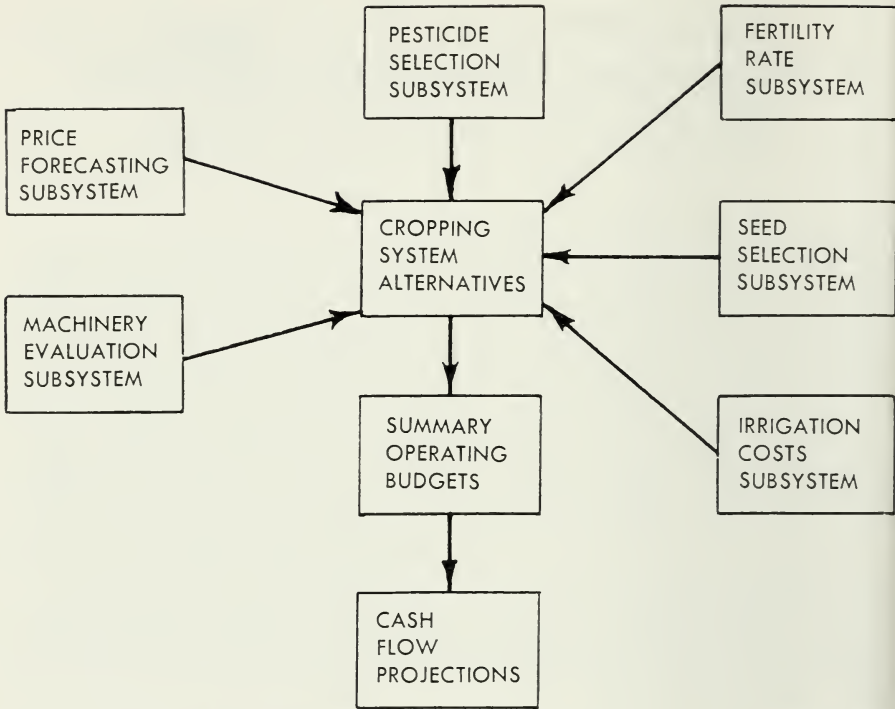 PESTICIDE
SELECTION
SUBSYSTEM
FERTILITY
RATE
SUBSYSTEM
PRICE
FORECASTING
SUBSYSTEM
CROPPING
SYSTEM
ALTERNATIVES
SEED
SELECTION
SUBSYSTEM
MACHINERY
EVALUATION
SUBSYSTEM
SUMMARY
OPERATING
BUDGETS
IRRIGATION
COSTS
SUBSYSTEM
CASH
FLOW
PROJECTIONS